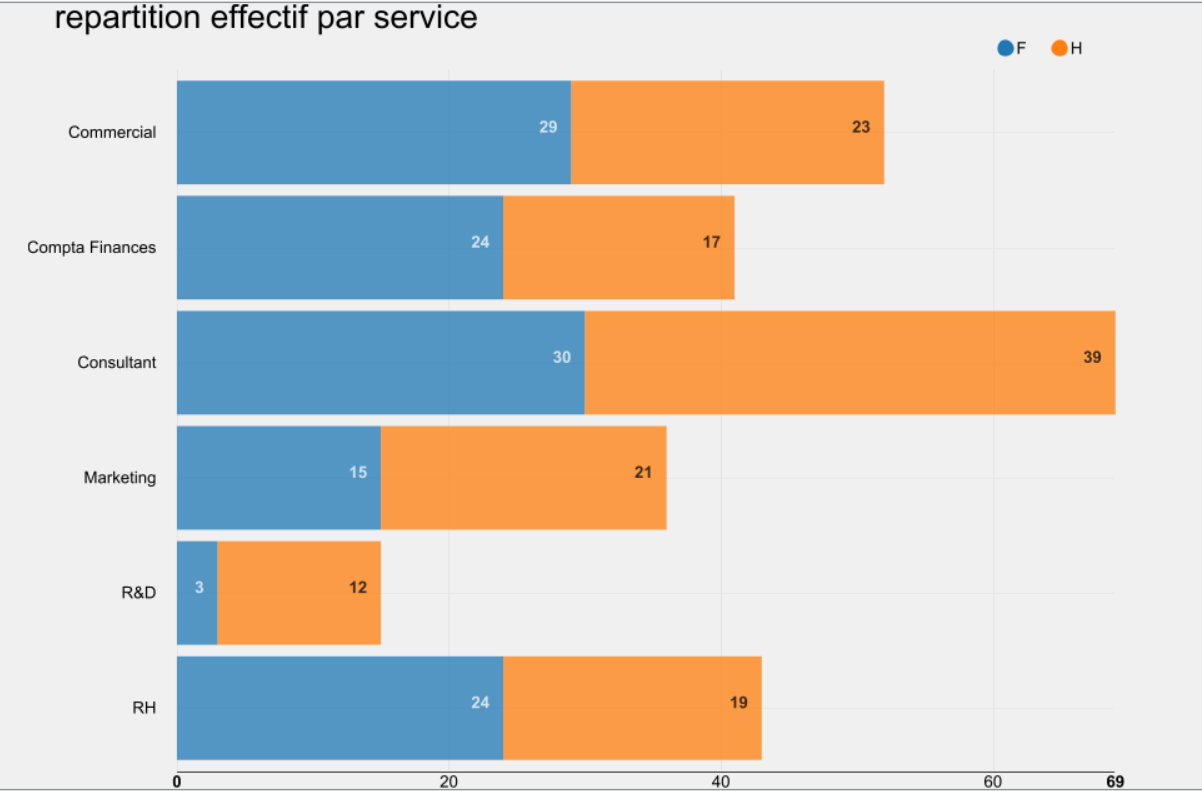 repartition effectif par service
F H
Commercial 29 23
Compta Finances 24 17
Consultant 30 39
Marketing 15 21
R&D 3 12
RH 24 19
0 20 40 60 69